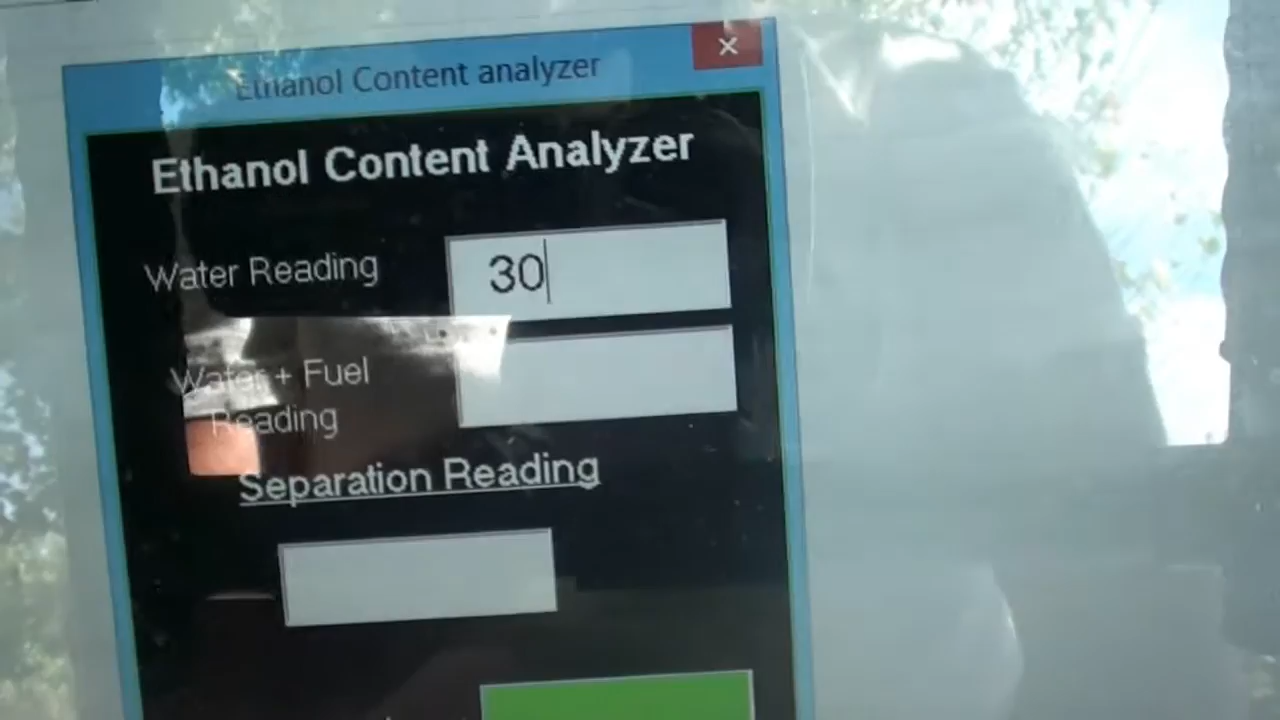 Ethanol Content analyzer
Ethanol Content Analyzer
Water Reading
30
Water + Fuel
Reading
Separation Reading